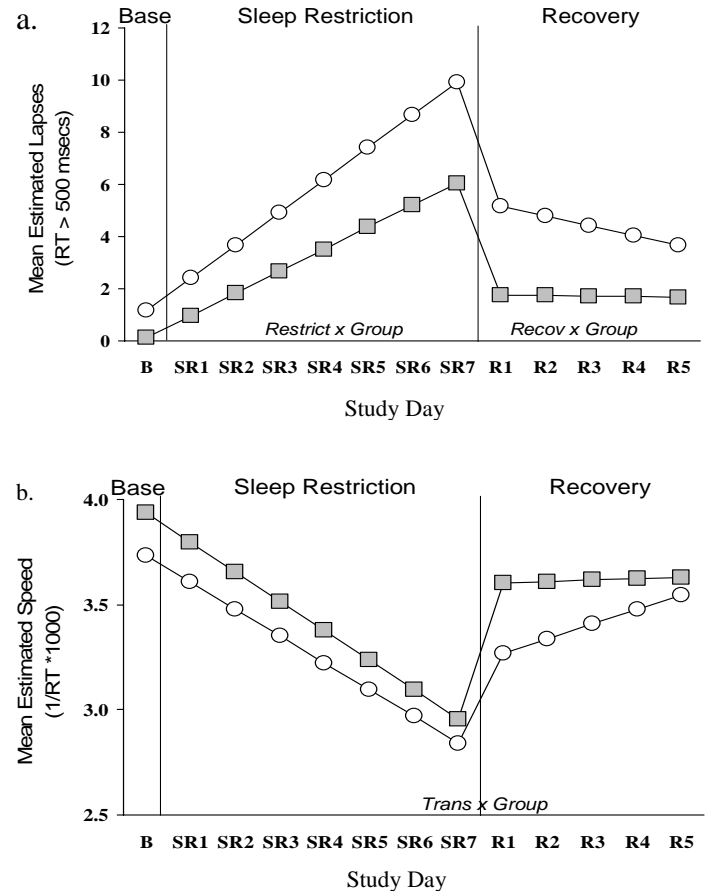 a.
Base Sleep Restriction Recovery
12
10
8
6
4
2
0
Mean Estimated Lapses
(RT > 500 msecs)
Restrict x Group Recov x Group
B SR1 SR2 SR3 SR4 SR5 SR6 SR7 R1 R2 R3 R4 R5
Study Day
b.
Base Sleep Restriction Recovery
4.0
3.5
3.0
2.5
Mean Estimated Speed
(1/RT *1000)
Trans x Group
B SR1 SR2 SR3 SR4 SR5 SR6 SR7 R1 R2 R3 R4 R5
Study Day